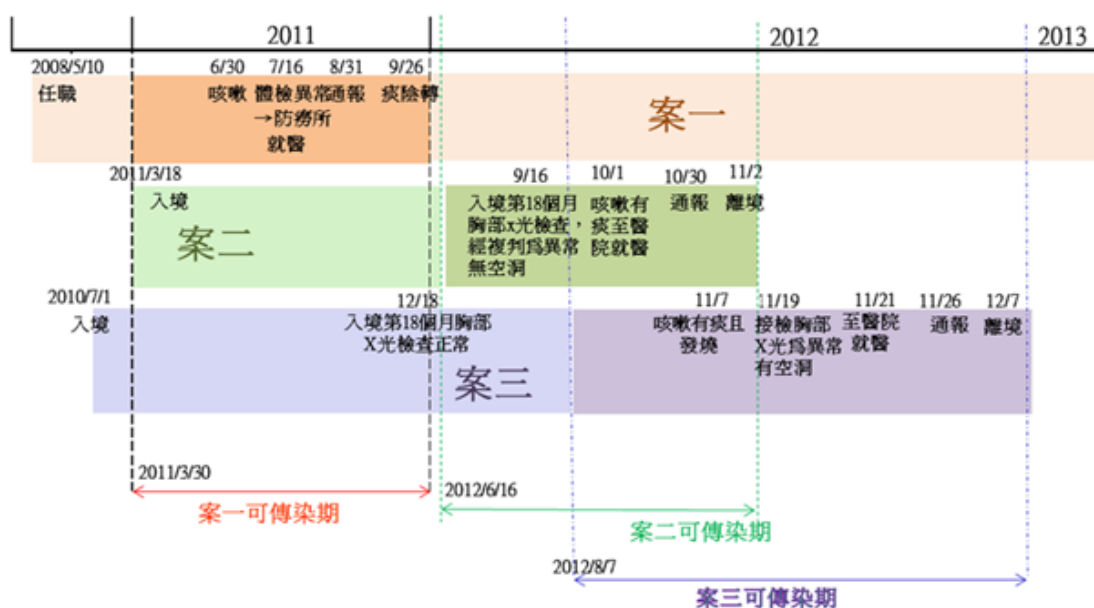 2011
2012
2013
2008/5/10
任職
6/30
咳嗽
7/16
體檢異常
→防癆所
就醫
8/31
通報
9/26
痰陰轉
案一
2011/3/18
入境
案二
9/16
入境第18個月
胸部x光檢查，
經複判爲異常
無空洞
10/1
咳嗽有
痰至醫
院就醫
10/30
通報
11/2
離境
2010/7/1
入境
12/18
入境第18個月胸部
X光檢查正常
案三
11/7
咳嗽有痰且
發燒
11/19
接檢胸部
X光爲異常
有空洞
11/21
至醫院
就醫
11/26
通報
12/7
離境
2011/3/30
案一可傳染期
2012/6/16
案二可傳染期
2012/8/7
案三可傳染期